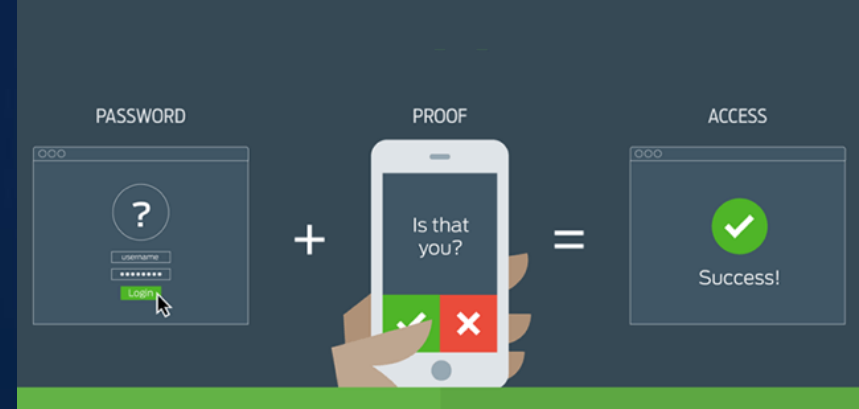 PASSWORD
PROOF
ACCESS
?
username
********
Login
+
Is that
you?
=
Success!